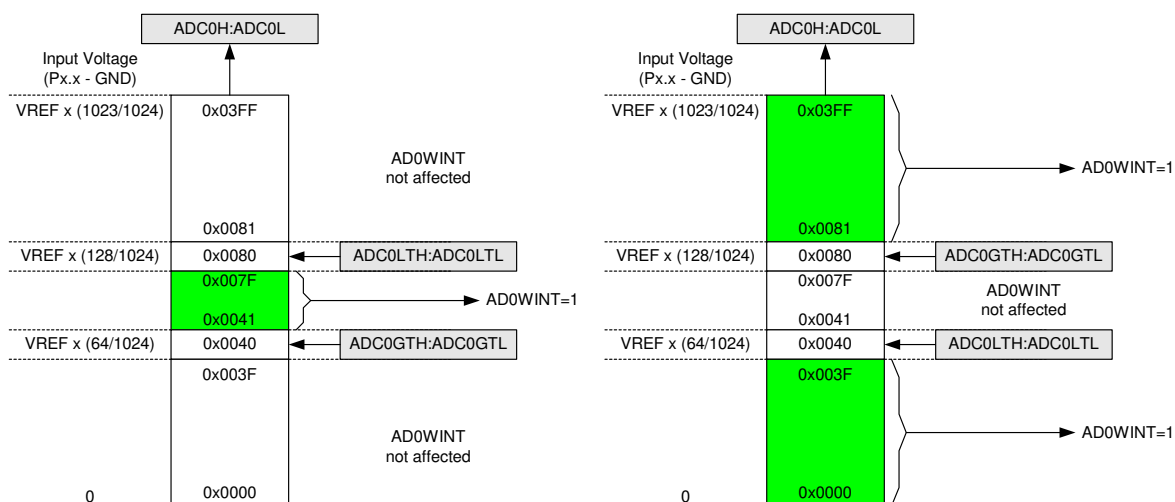 ADC0H:ADC0L
Input Voltage
(Px.x - GND)
VREF x (1023/1024)
0x03FF
AD0WINT
not affected
0x0081
VREF x (128/1024)
0x0080
ADC0LTH:ADC0LTL
0x007F
AD0WINT=1
0x0041
VREF x (64/1024)
0x0040
ADC0GTH:ADC0GTL
0x003F
AD0WINT
not affected
0
0x0000
ADC0H:ADC0L
Input Voltage
(Px.x - GND)
VREF x (1023/1024)
0x03FF
AD0WINT=1
0x0081
VREF x (128/1024)
0x0080
ADC0GTH:ADC0GTL
0x007F
AD0WINT
not affected
0x0041
VREF x (64/1024)
0x0040
ADC0LTH:ADC0LTL
0x003F
AD0WINT=1
0
0x0000